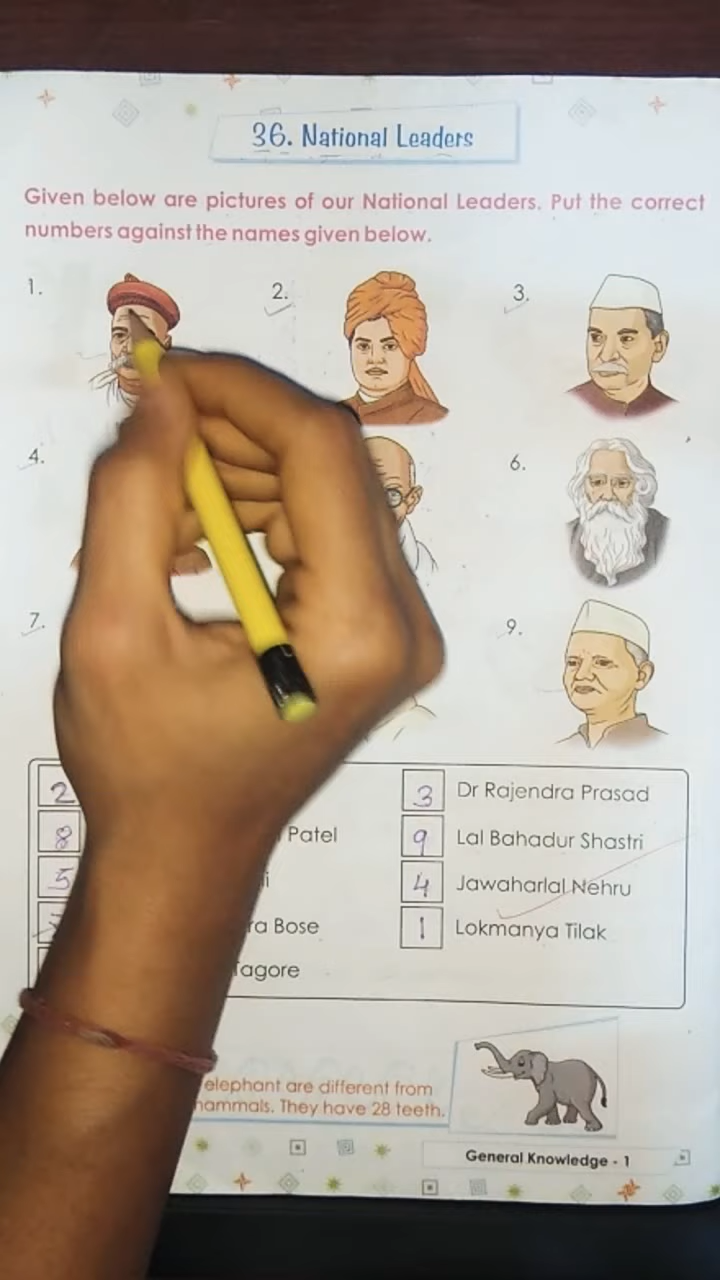 36. National Leaders
Given below are pictures of our National Leaders. Put the correct
numbers against the names given below.
1. 2. 3.
4. 6.
7. 9.
2 3 Dr Rajendra Prasad
8 Patel 9 Lal Bahadur Shastri
5 4 Jawaharlal Nehru
Bose 1 Lokmanya Tilak
Tagore
elephant are different from
mammals. They have 28 teeth.
General Knowledge - 1